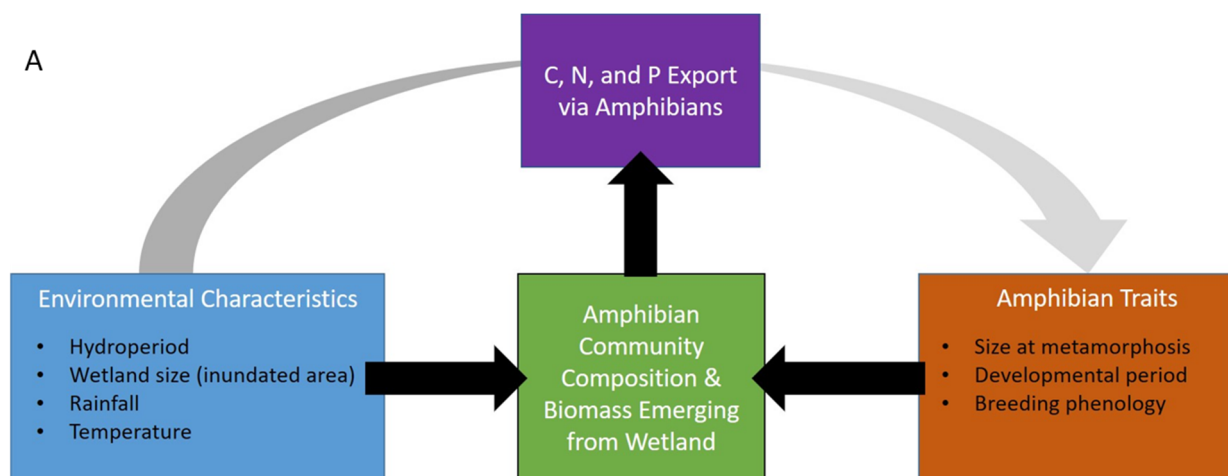 A
C, N, and P Export
via Amphibians
Environmental Characteristics
• Hydroperiod
• Wetland size (inundated area)
• Rainfall
• Temperature
Amphibian
Community
Composition &
Biomass Emerging
from Wetland
Amphibian Traits
• Size at metamorphosis
• Developmental period
• Breeding phenology